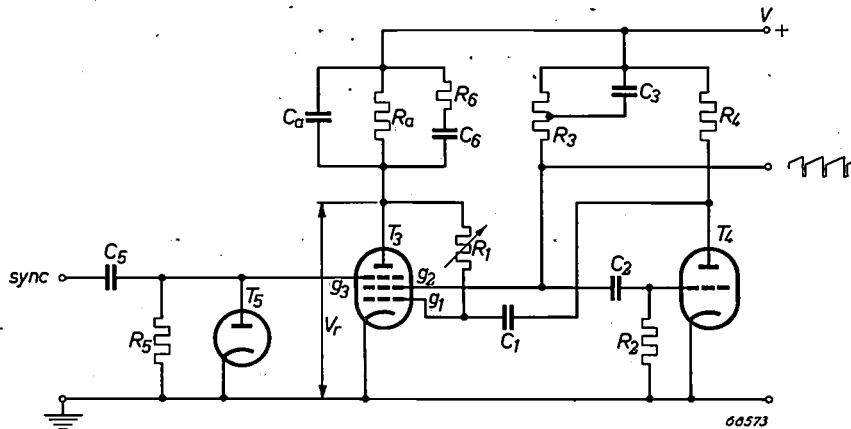 V
+
Ca
Ra
R6
C6
R3
C3
R4
T3
R1
T4
sync
C5
g3
g2
g1
C2
T5
R5
Vr
C1
R2
66573